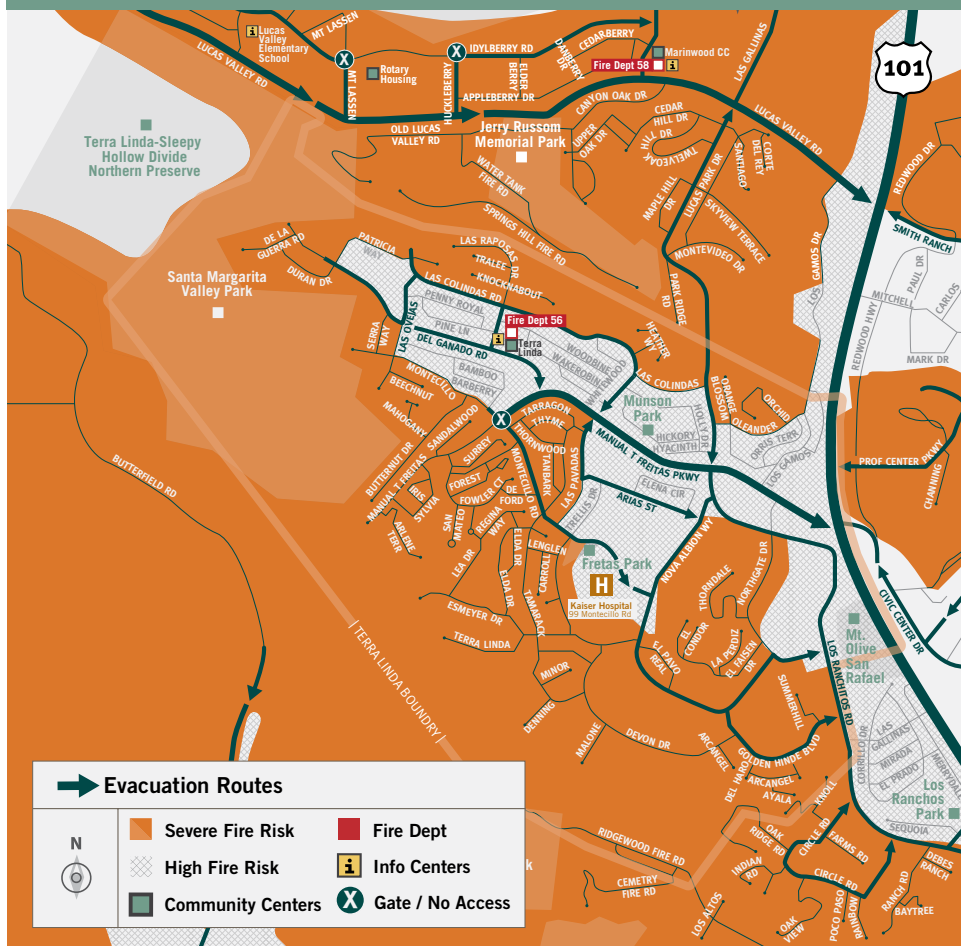 MT LASSEN
Lucas
Valley
Elementary
School
LUCAS VALLEY RD
X
X
IDYLBERRY RD
CEDARBERRY
DANBERRY
DR
Marinwood CC
Fire Dept 58
i
LAS GALLINAS
101
Rotary
Housing
MT LASSEN
HUCKLEBERRY
ELDER
BERRY
APPLEBERRY DR
CANYON OAK DR
OLD LUCAS
VALLEY RD
Jerry Russom
Memorial Park
UPPER
OAK DR
CEDAR
HILL DR
TWELVEOAK
HILL DR
LUCAS VALLEY RD
CORTE
DEL REY
SANTIAGO
REDWOOD DR
Terra Linda-Sleepy
Hollow Divide
Northern Preserve
WATER TANK
FIRE RD
MAPLE HILL
DR
LUCAS PARK DR
SKYVIEW TERRACE
SPRINGS HILL FIRE RD
MONTEVIDEO DR
SMITH RANCH
LOS GAMOS DR
LOS GAMOS
PAUL DR
MITCHELL
CARLOS
REDWOOD HWY
MARK DR
DE LA
GUERRA RD
PATRICIA
WAY
DURAN DR
LAS RAPOSAS DR
TRALEE
KNOCKNABOUT
LAS COLINDAS RD
PARK RIDGE
RD
Santa Margarita
Valley Park
PENNY ROYAL
PINE LN
Fire Dept 56
i
Terra
Linda
SERRA
WAY
LAS OVEJAS
DEL GANADO RD
WOODBINE
WAKEROBIN
WHITEWOOD
HEATHER
WY
BAMBOO
BARBERRY
MONTECILLO
BEECHNUT
MAHOGANY
LAS COLINDAS
ORANGE
BLOSSOM
ORCHID
OLEANDER
Munson
Park
HOLLY DR
HICKORY
HYACINTH
ORRIS TERR
LOS GAMOS
X
TARRAGON
THYME
THORNWOOD
TANBARK
SANDALWOOD
BUTTERNUT DR
MANUAL T FREITAS
SURREY
FOREST
IRIS
SYLVIA
FOWLER CT
DE
FORD
MONTECILLO RD
LAS PAVADAS
MANUAL T FREITAS PKWY
PROF CENTER PKWY
CHANNING
BUTTERFIELD RD
ARLENE
TERR
SAN
MATEO
REGINA
WAY
TRELLIS DR
ELENA CIR
ARIAS ST
LEA DR
ELDA DR
ELDA DR
LENGLEN
CARROLL
TAMARACK
Fretas Park
H
Kaiser Hospital
99 Montecillo Rd
NOVA ALBION WY
THORNDALE
NORTHGATE DR
CIVIC CENTER DR
ESMEYER DR
TERRA LINDA
EL PAVO
REAL
EL
CONDOR
LA PERDIZ
EL FAISEN
DR
Mt.
Olive
San
Rafael
LOS RANCHITOS RD
TERRA LINDA BOUNDRY
MINOR
DENNING
MALONE
DEVON DR
ARCANGEL
DEL HARO
GOLDEN HINDE BLVD
ARCANGEL
AYALA
SUMMERHILL
CORRILLO DR
LAS
GALLINAS
MIRADA
EL PRADO
MERRYDALE
Los
Ranchos
Park
SEQUOIA
KNOLL
RIDGEWOOD FIRE RD
CEMETRY
FIRE RD
LOS ALTOS
OAK
RIDGE RD
INDIAN
RD
CIRCLE RD
FARMS RD
CIRCLE RD
OAK
VIEW
POCO PASO
RAINBOW
RANCH RD
DEBES
RANCH
BAYTREE
k
Evacuation Routes
N
Severe Fire Risk
High Fire Risk
Community Centers
Fire Dept
i Info Centers
X Gate / No Access